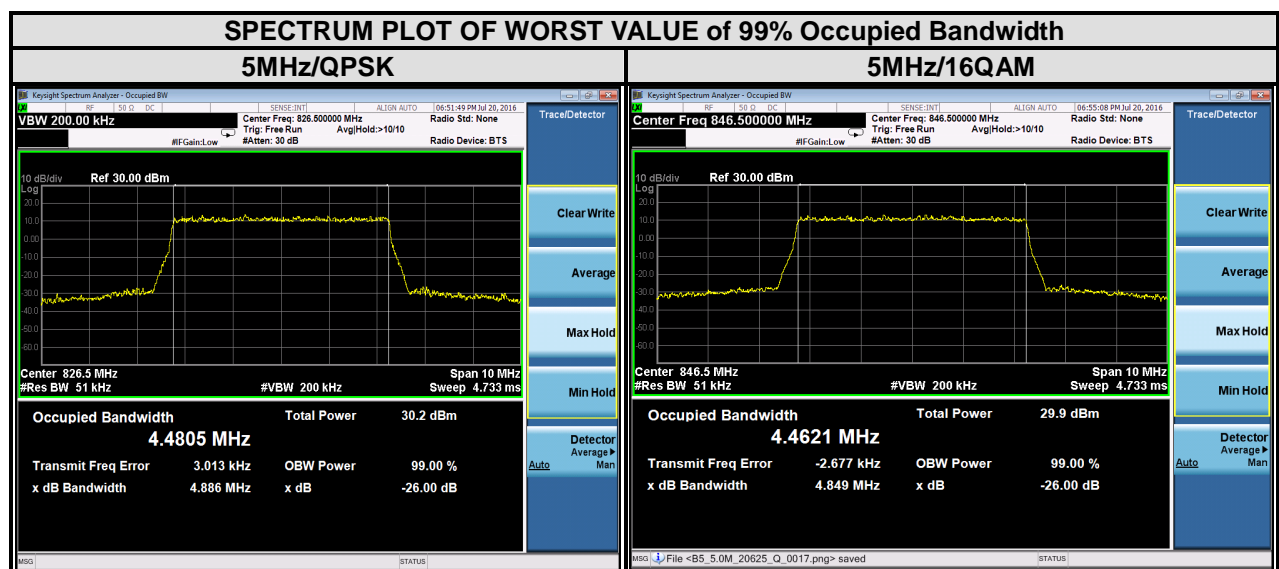 SPECTRUM PLOT OF WORST VALUE of 99% Occupied Bandwidth
5MHz/QPSK
Keysight Spectrum Analyzer - Occupied BW
LXI RF 50 Ω DC SENSE:INT ALIGN AUTO 06:51:49 PM Jul 20, 2016
VBW 200.00 kHz
Center Freq: 826.500000 MHz
Radio Std: None
Trig: Free Run Avg|Hold:>10/10
#IFGain:Low #Atten: 30 dB Radio Device: BTS
10 dB/div Ref 30.00 dBm
Log
20.0
10.0
0.00
-10.0
-20.0
-30.0
-40.0
-50.0
-60.0
Center 826.5 MHz Span 10 MHz
#Res BW 51 kHz #VBW 200 kHz Sweep 4.733 ms
Occupied Bandwidth Total Power 30.2 dBm
4.4805 MHz
Transmit Freq Error 3.013 kHz OBW Power 99.00 %
x dB Bandwidth 4.886 MHz x dB -26.00 dB
MSG STATUS
Trace/Detector
Clear Write
Average
Max Hold
Min Hold
Detector
Average
Auto Man
5MHz/16QAM
Keysight Spectrum Analyzer - Occupied BW
LXI RF 50 Ω DC SENSE:INT ALIGN AUTO 06:55:08 PM Jul 20, 2016
Center Freq 846.500000 MHz
Center Freq: 846.500000 MHz
Radio Std: None
Trig: Free Run Avg|Hold:>10/10
#IFGain:Low #Atten: 30 dB Radio Device: BTS
10 dB/div Ref 30.00 dBm
Log
20.0
10.0
0.00
-10.0
-20.0
-30.0
-40.0
-50.0
-60.0
Center 846.5 MHz Span 10 MHz
#Res BW 51 kHz #VBW 200 kHz Sweep 4.733 ms
Occupied Bandwidth Total Power 29.9 dBm
4.4621 MHz
Transmit Freq Error -2.677 kHz OBW Power 99.00 %
x dB Bandwidth 4.849 MHz x dB -26.00 dB
MSG File <B5_5.0M_20625_Q_0017.png> saved STATUS
Trace/Detector
Clear Write
Average
Max Hold
Min Hold
Detector
Average
Auto Man